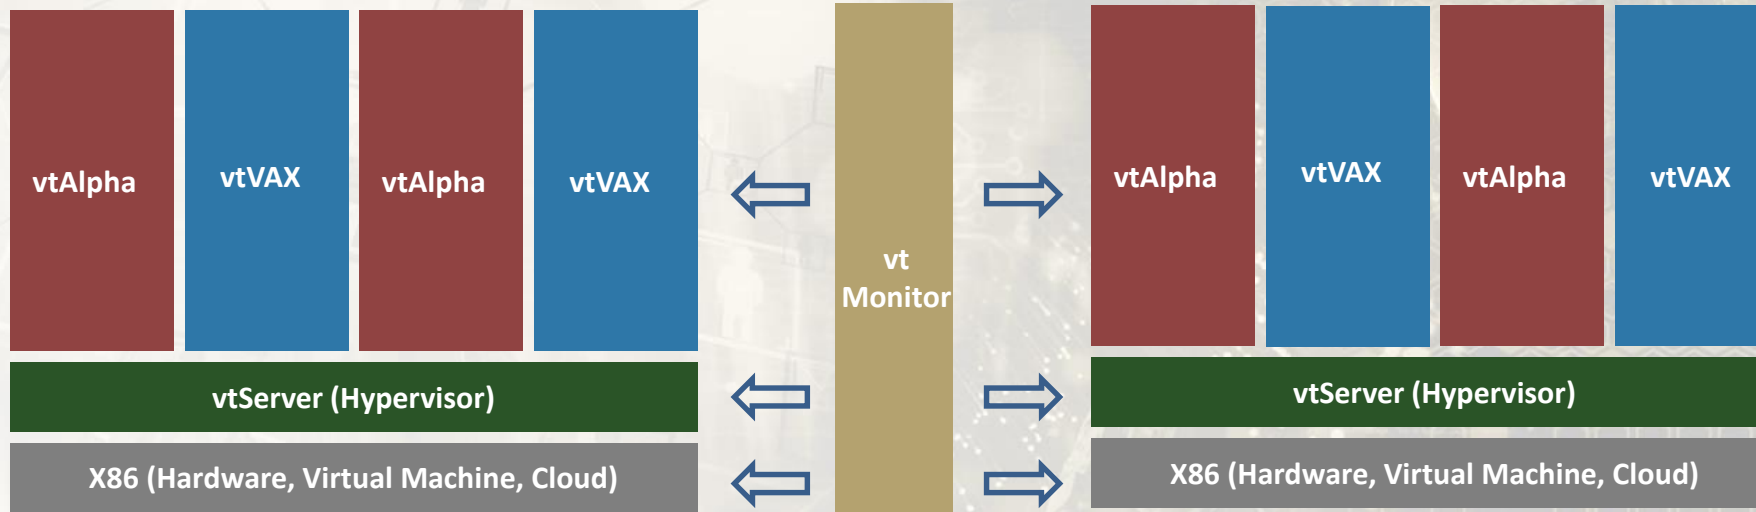 vtAlpha
vtVAX
vtAlpha
vtVAX
vtServer (Hypervisor)
X86 (Hardware, Virtual Machine, Cloud)
vt
Monitor
vtAlpha
vtVAX
vtAlpha
vtVAX
vtServer (Hypervisor)
X86 (Hardware, Virtual Machine, Cloud)